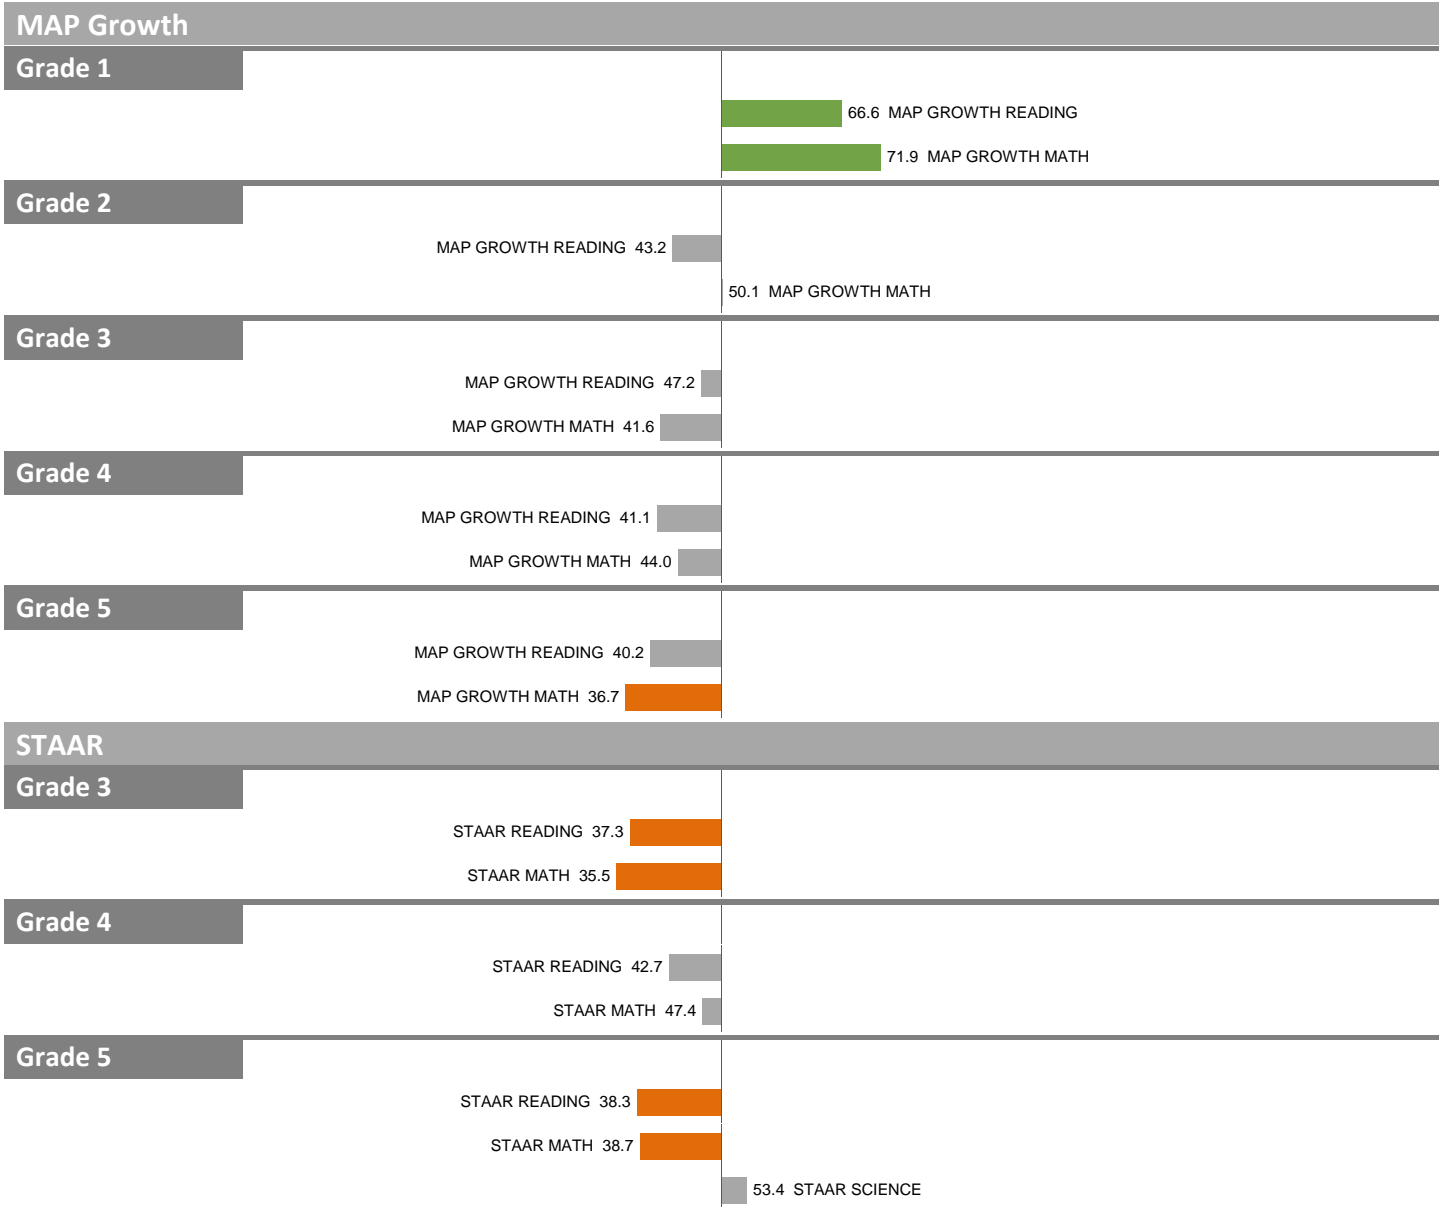 MAP Growth
Grade 1
66.6 MAP GROWTH READING
71.9 MAP GROWTH MATH
Grade 2
MAP GROWTH READING 43.2
50.1 MAP GROWTH MATH
Grade 3
MAP GROWTH READING 47.2
MAP GROWTH MATH 41.6
Grade 4
MAP GROWTH READING 41.1
MAP GROWTH MATH 44.0
Grade 5
MAP GROWTH READING 40.2
MAP GROWTH MATH 36.7
STAAR
Grade 3
STAAR READING 37.3
STAAR MATH 35.5
Grade 4
STAAR READING 42.7
STAAR MATH 47.4
Grade 5
STAAR READING 38.3
STAAR MATH 38.7
53.4 STAAR SCIENCE